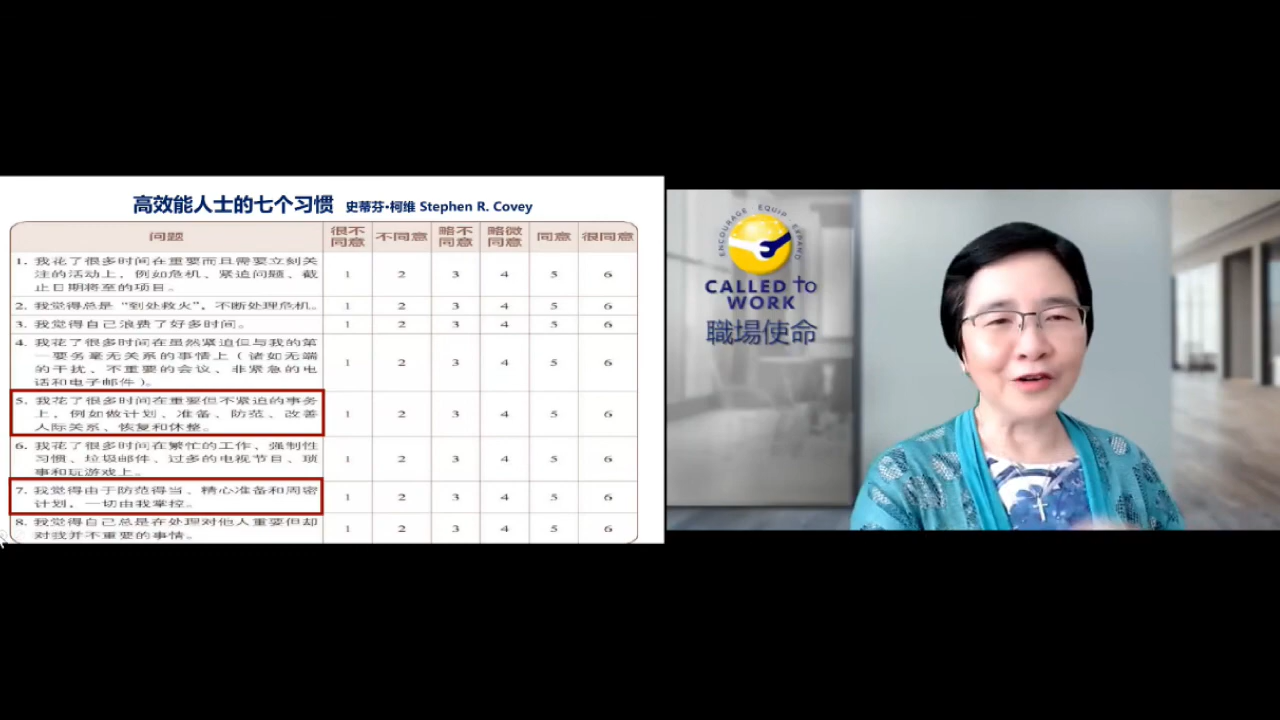 高效能人士的七个习惯 史蒂芬·柯维 Stephen R. Covey
问题 很不同意 不同意 略不同意 略微同意 同意 很同意
1. 我花了很多时间在重要而且需要立刻关
注的活动上，例如危机、紧迫问题、截
止日期将至的项目。
1 2 3 4 5 6
2. 我觉得总是“到处救火”，不断处理危机。 1 2 3 4 5 6
3. 我觉得自己浪费了好多时间。 1 2 3 4 5 6
4. 我花了很多时间在虽然紧迫但与我的第
一要务毫无关系的事情上（诸如无端
的干扰、不重要的会议、非紧急的电
话和电子邮件）。
1 2 3 4 5 6
5. 我花了很多时间在重要但不紧迫的事务
上，例如做计划、准备、防范、改善
人际关系、恢复和休整。
1 2 3 4 5 6
6. 我花了很多时间在繁忙的工作、强制性
习惯、垃圾邮件、过多的电视节目、琐
事和玩游戏上。
1 2 3 4 5 6
7. 我觉得由于防范得当、精心准备和周密
计划，一切由我掌控。
1 2 3 4 5 6
8. 我觉得自己总是在处理对他人重要但却
对我并不重要的事情。
1 2 3 4 5 6
ENCOURAGE · EQUIP · EXPAND
CALLED to
WORK
職場使命